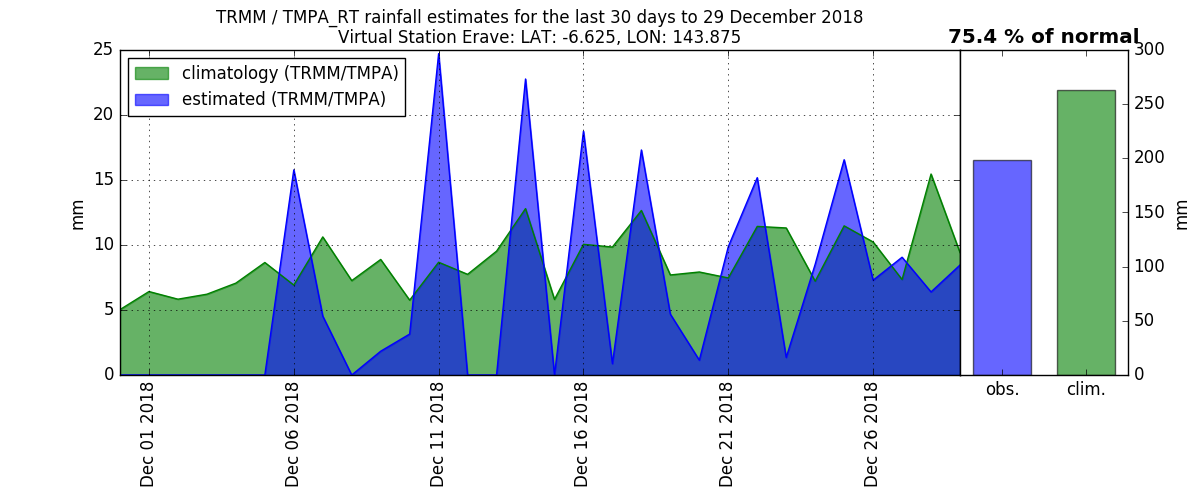 TRMM / TMPA_RT rainfall estimates for the last 30 days to 29 December 2018
Virtual Station Erave: LAT: -6.625, LON: 143.875
75.4 % of normal
climatology (TRMM/TMPA)
estimated (TRMM/TMPA)
mm
25
20
15
10
5
0
Dec 01 2018
Dec 06 2018
Dec 11 2018
Dec 16 2018
Dec 21 2018
Dec 26 2018
obs.
clim.
300
250
200
150
100
50
0
mm